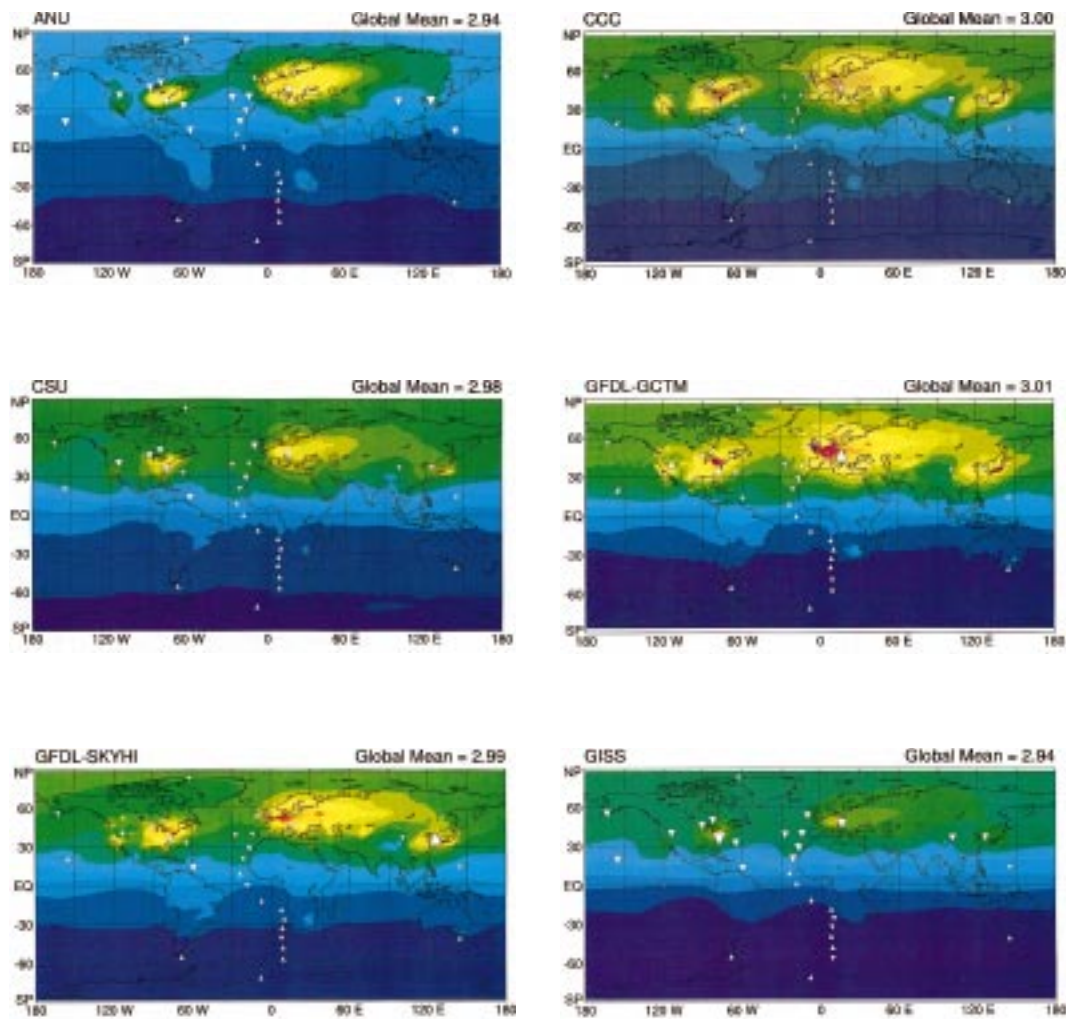 ANU Global Mean = 2.94
NP
60
30
EQ
-30
-60
SP
180 120 W 60 W 0 60 E 120 E 180
CCC Global Mean = 3.00
NP
60
30
EQ
-30
-60
SP
180 120 W 60 W 0 60 E 120 E 180
CSU Global Mean = 2.98
NP
60
30
EQ
-30
-60
SP
180 120 W 60 W 0 60 E 120 E 180
GFDL-GCTM Global Mean = 3.01
NP
60
30
EQ
-30
-60
SP
180 120 W 60 W 0 60 E 120 E 180
GFDL-SKYHI Global Mean = 2.99
NP
60
30
EQ
-30
-60
SP
180 120 W 60 W 0 60 E 120 E 180
GISS Global Mean = 2.94
NP
60
30
EQ
-30
-60
SP
180 120 W 60 W 0 60 E 120 E 180